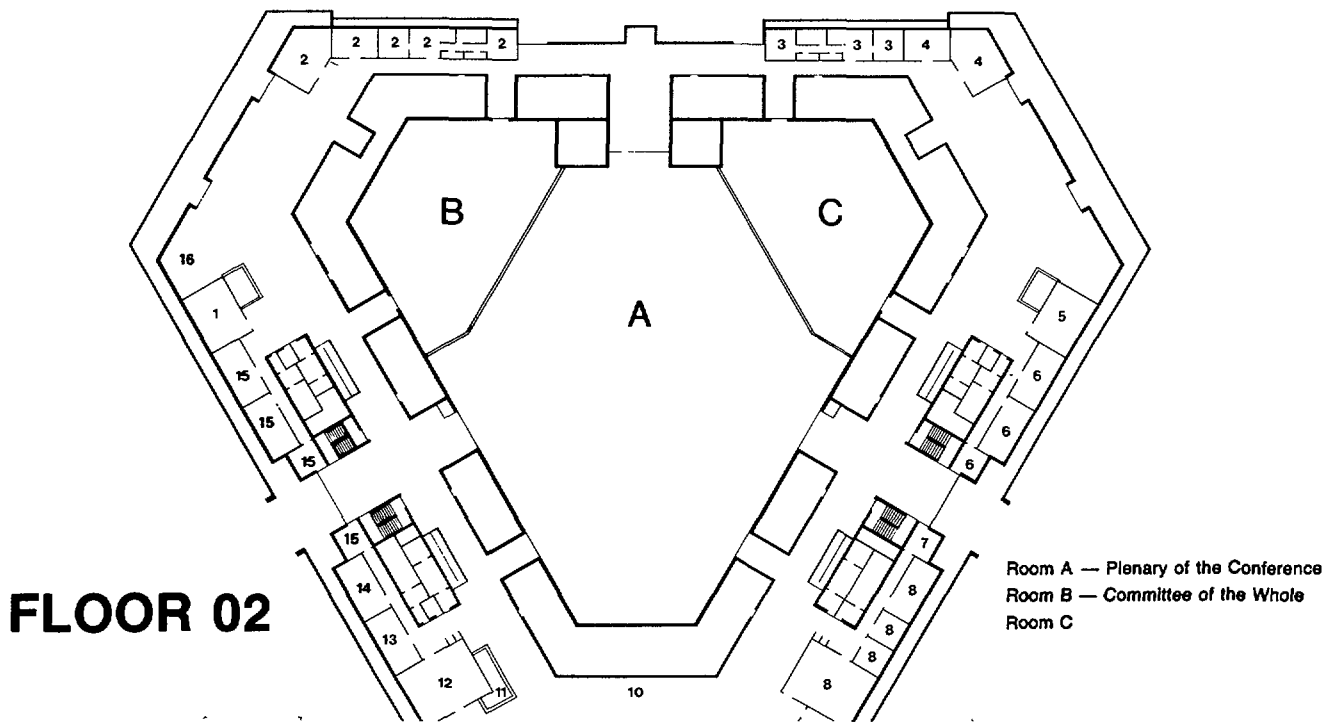 2 2 2 2 2 3 3 3 4 4
B C
16
A
1 5
15 6
15 6
15 6
15 7
Room A — Plenary of the Conference
14 8
Room B — Committee of the Whole
FLOOR 02
Room C
13 8
8
12 11 10 8